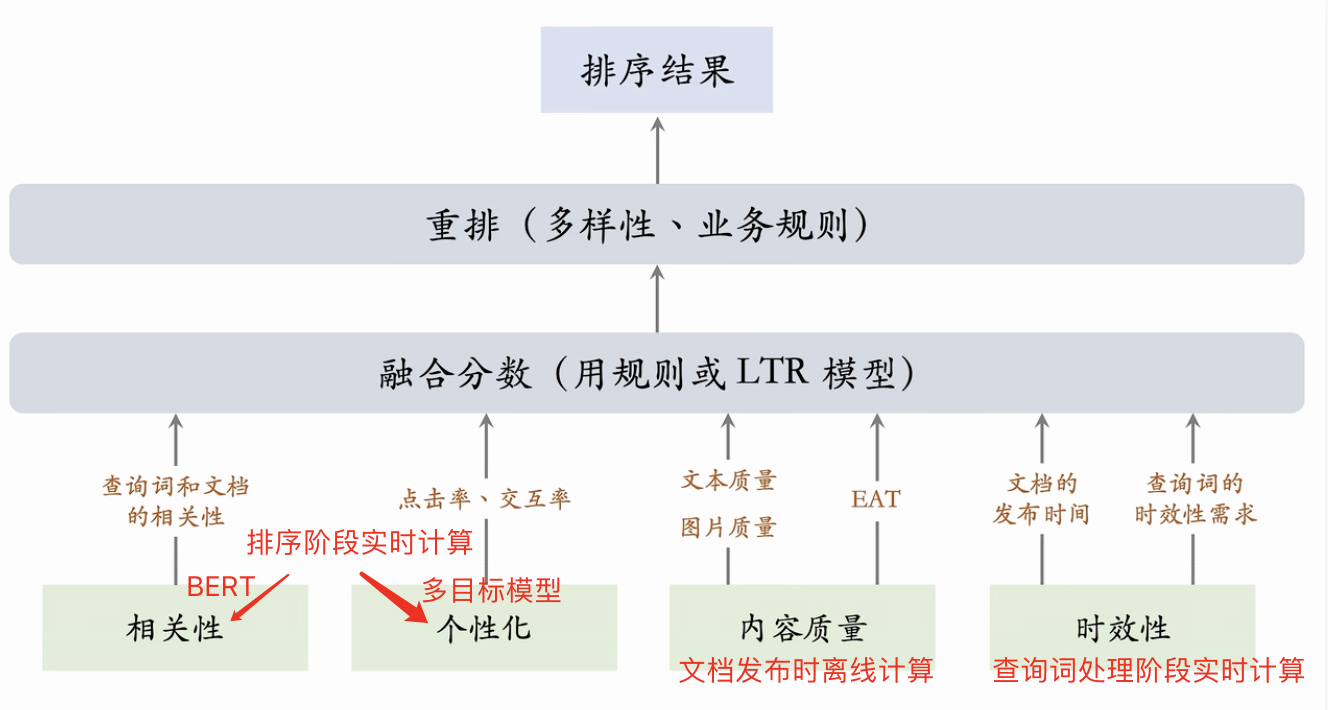 排序结果
重排（多样性、业务规则）
融合分数（用规则或 LTR 模型）
查询词和文档
的相关性
点击率、交互率
文本质量
图片质量
EAT
文档的
发布时间
查询词的
时效性需求
排序阶段实时计算
BERT
多目标模型
相关性
个性化
内容质量
时效性
文档发布时离线计算
查询词处理阶段实时计算